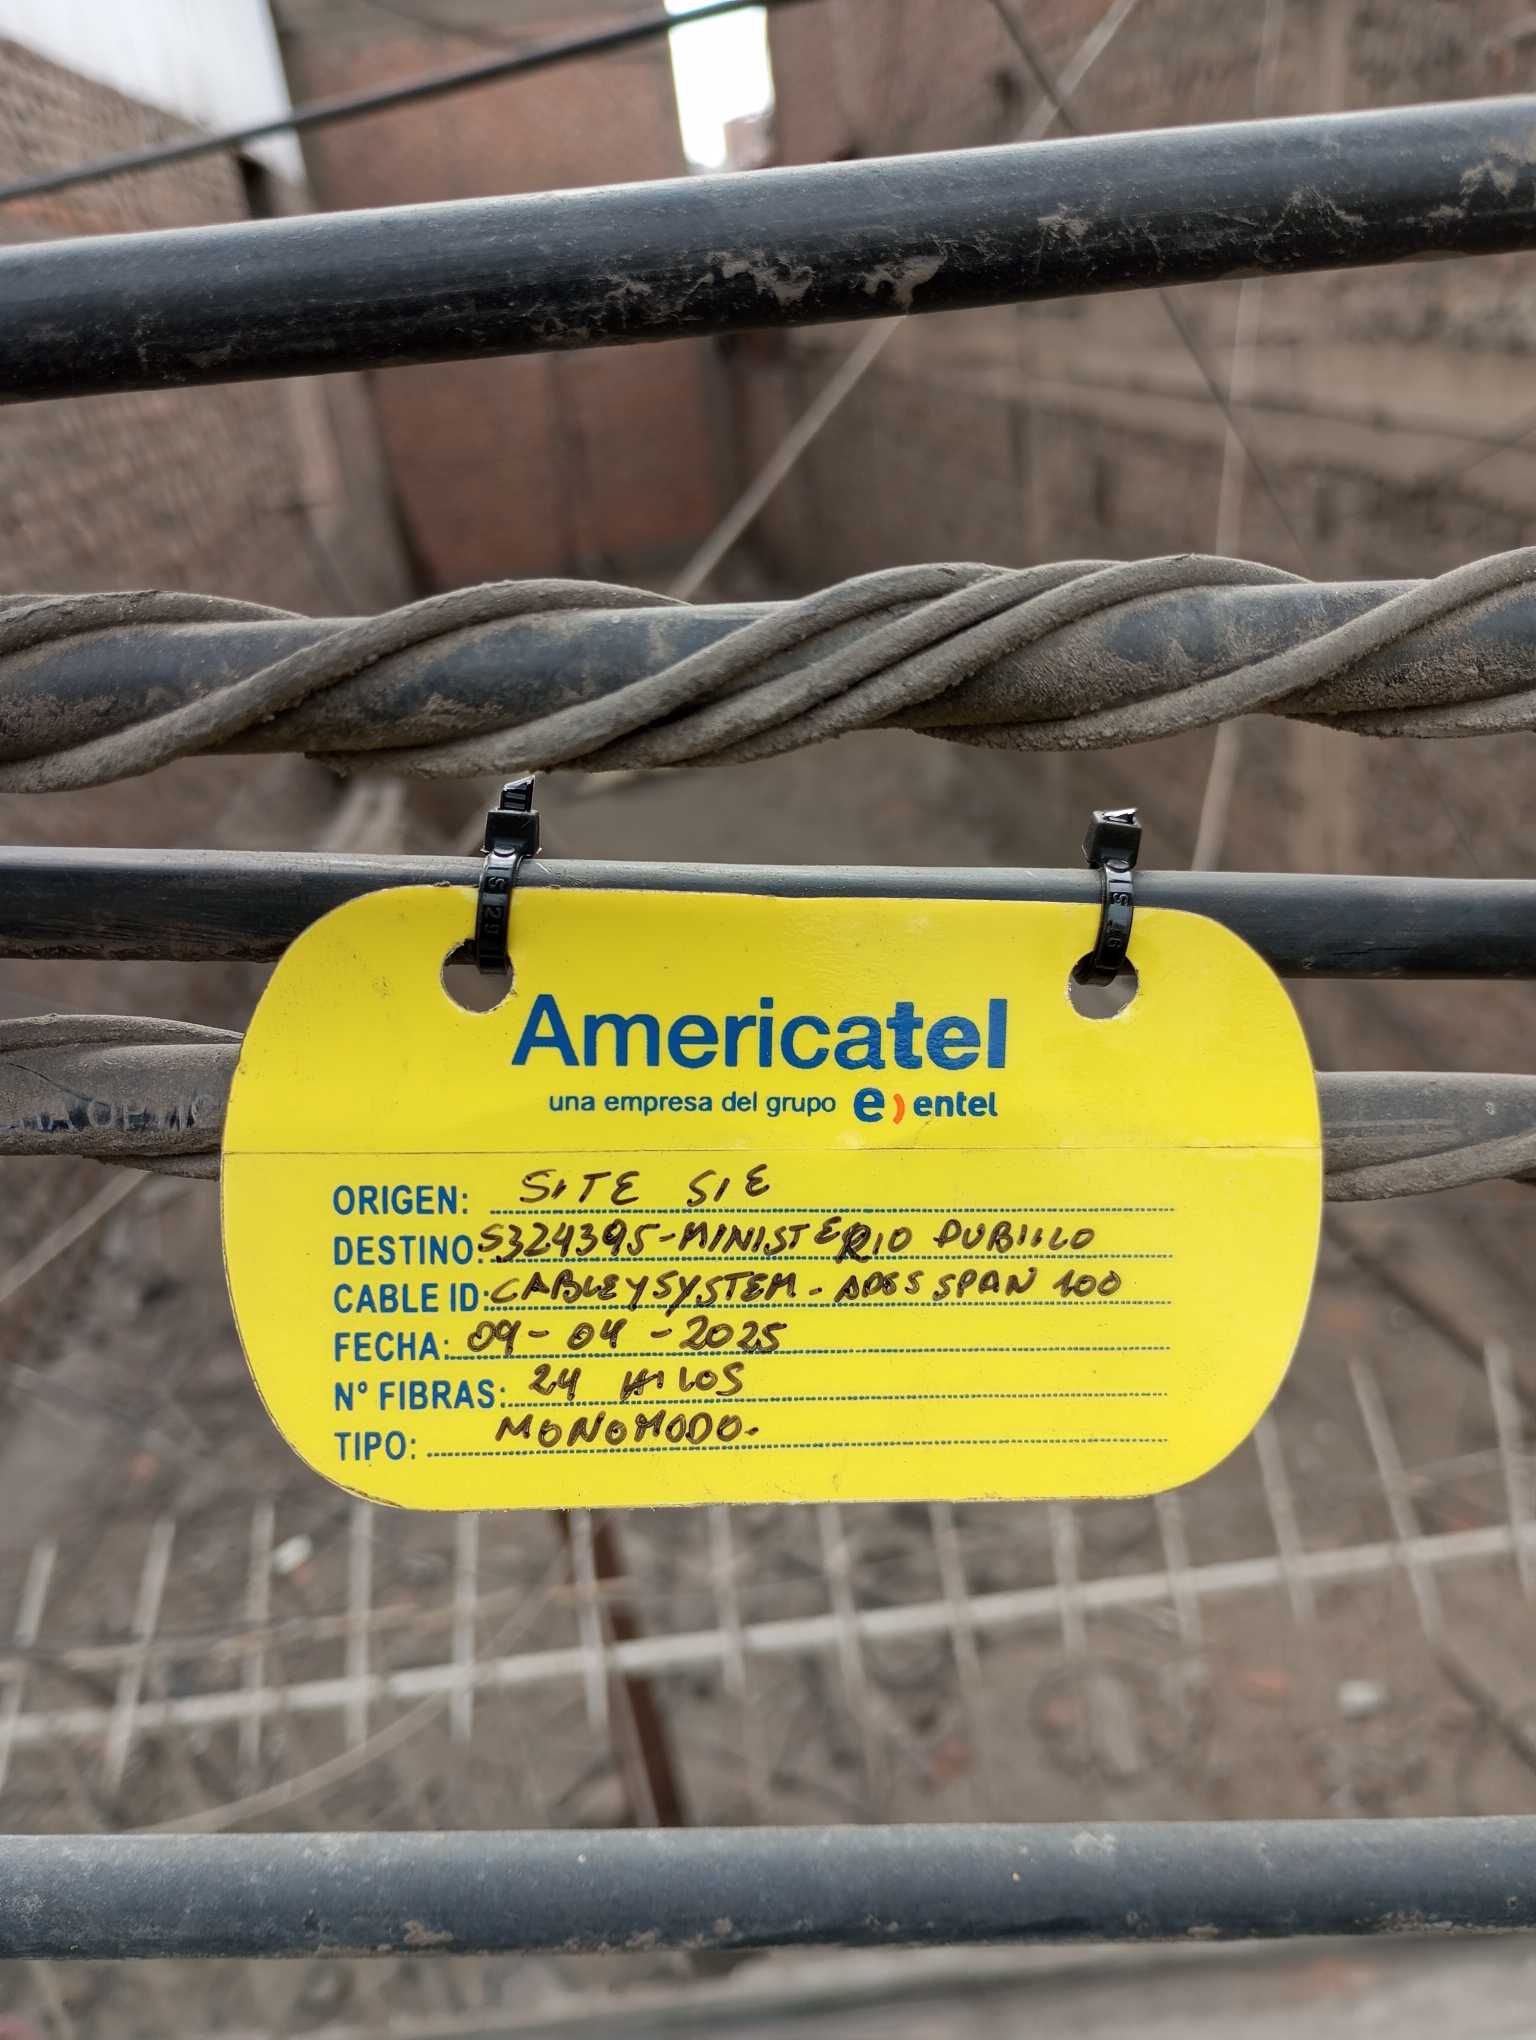 Americatel
una empresa del grupo e) entel
ORIGEN: SITE SIE
DESTINO: S324395-MINISTERIO PUBLICO
CABLE ID: CABLEYSYSTEM - ADSS SPAN 100
FECHA: 09-04-2025
N° FIBRAS: 24 HILOS
TIPO: MONOMODO.